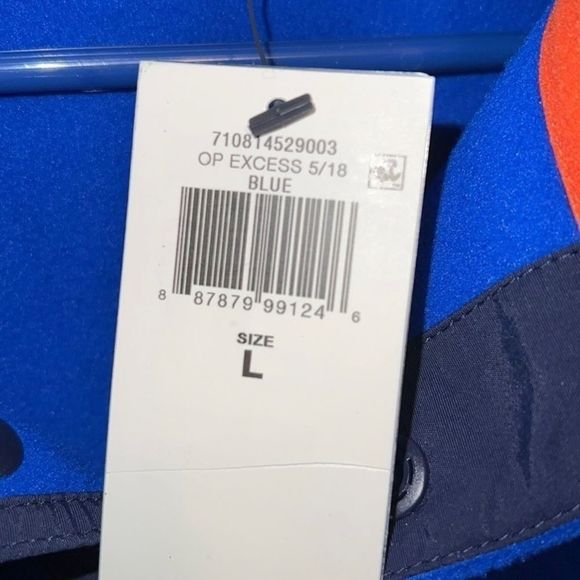 710814529003
OP EXCESS 5/18
BLUE
8 87879 99124 6
SIZE
L